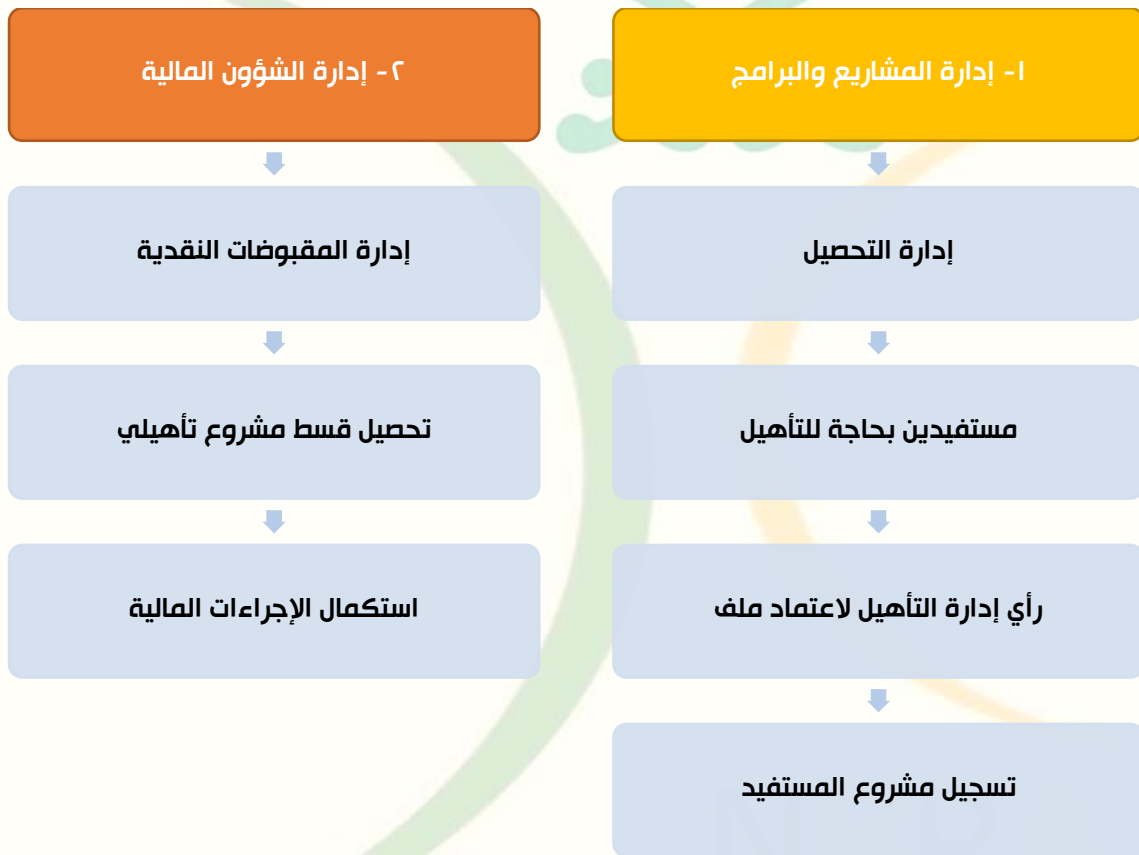 ١- إدارة المشاريع والبرامج
إدارة التحصيل
مستفيدين بحاجة للتأهيل
رأي إدارة التأهيل لاعتماد ملف
تسجيل مشروع المستفيد
٢- إدارة الشؤون المالية
إدارة المقبوضات النقدية
تحصيل قسط مشروع تأهيلي
استكمال الإجراءات المالية